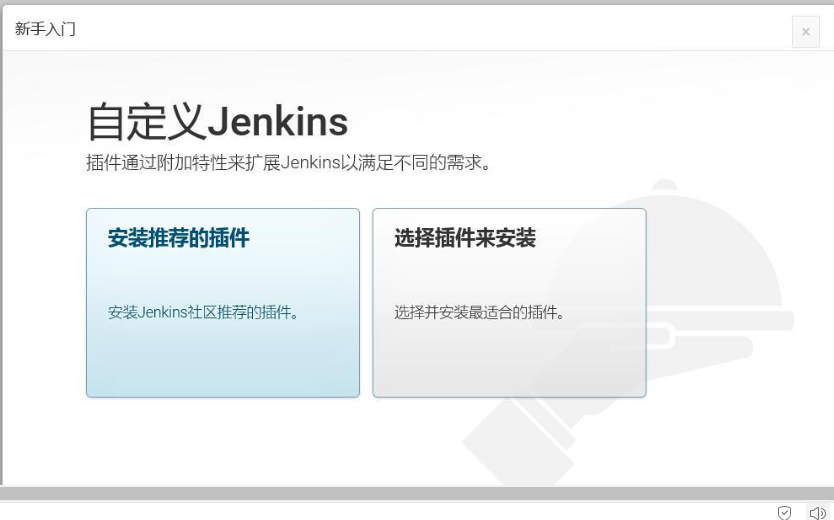 新手入门
×
自定义Jenkins
插件通过附加特性来扩展Jenkins以满足不同的需求。
安装推荐的插件
选择插件来安装
安装Jenkins社区推荐的插件。
选择并安装最适合的插件。